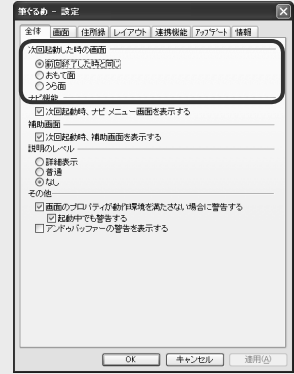 筆ぐるめ - 設定
全体 画面 住所録 レイアウト 連携機能 アップデート 情報
次回起動した時の画面
前回終了した時と同じ
おもて面
うら面
ナビ機能
次回起動時、ナビ メニュー画面を表示する
補助画面
次回起動時、補助画面を表示する
説明のレベル
詳細表示
普通
なし
その他
画面のプロパティが動作環境を満たさない場合に警告する
起動中でも警告する
アンドゥバッファーの警告を表示する
OK キャンセル 適用(A)